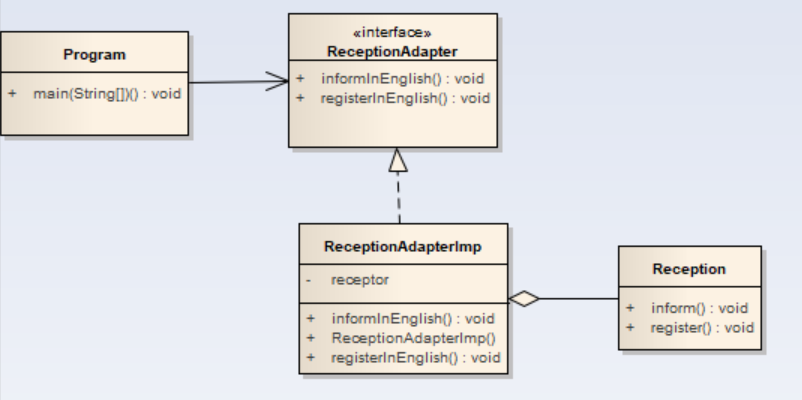 Program
+ main(String[])() : void
«interface»
ReceptionAdapter
+ informInEnglish() : void
+ registerInEnglish() : void
ReceptionAdapterImp
- receptor
+ informInEnglish() : void
+ ReceptionAdapterImp()
+ registerInEnglish() : void
Reception
+ inform() : void
+ register() : void